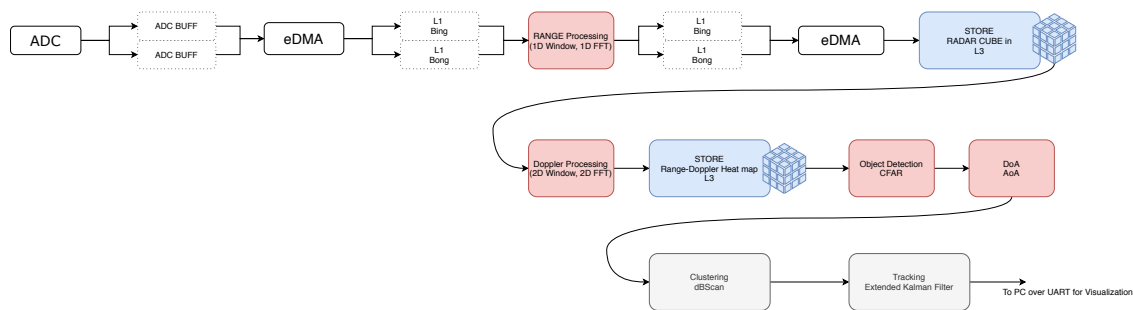 ADC
ADC BUFF
ADC BUFF
eDMA
L1
Bing
L1
Bong
RANGE Processing
(1D Window, 1D FFT)
L1
Bing
L1
Bong
eDMA
STORE
RADAR CUBE in
L3
Doppler Processing
(2D Window, 2D FFT)
STORE
Range-Doppler Heat map
L3
Object Detection
CFAR
DoA
AoA
Clustering
dBScan
Tracking
Extended Kalman Filter
To PC over UART for Visualization